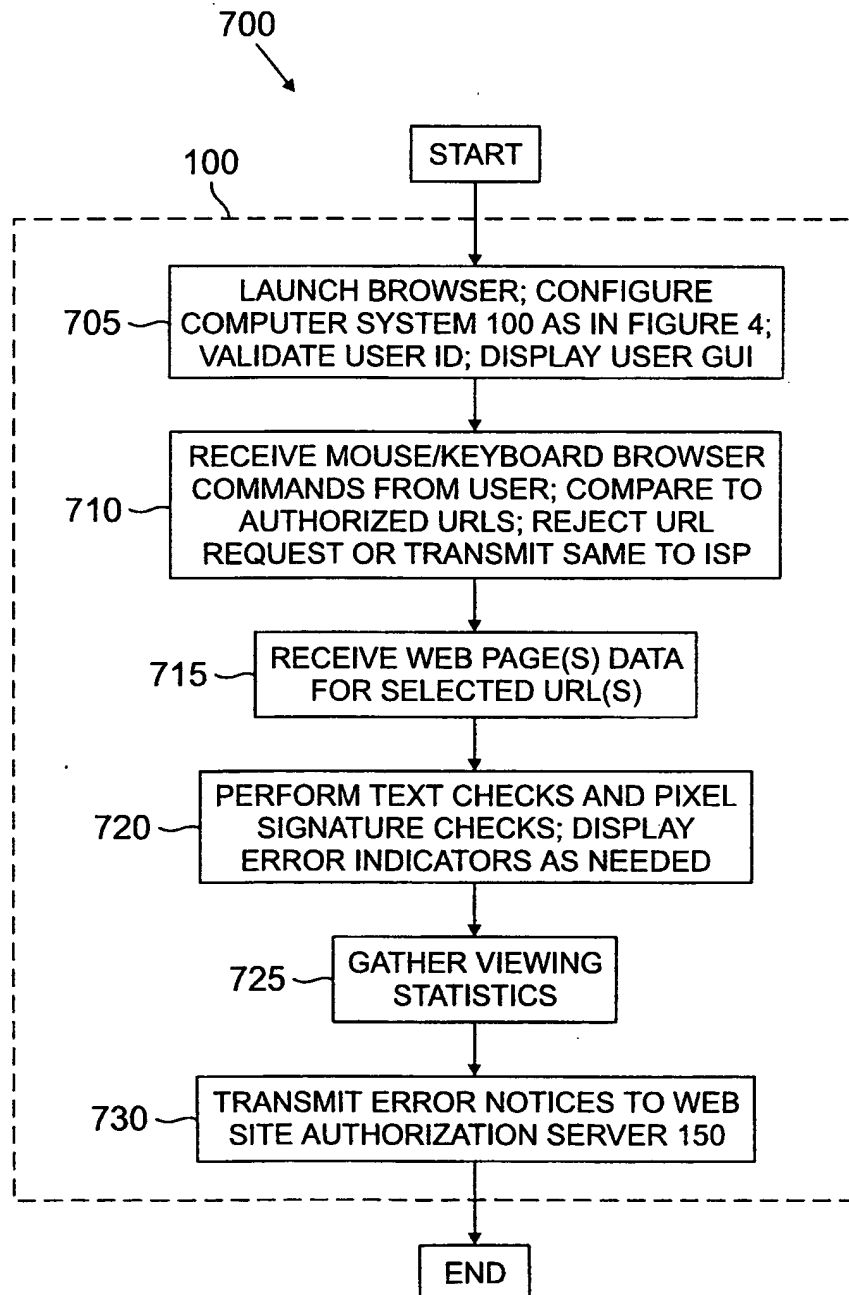 700
START
100
705
LAUNCH BROWSER; CONFIGURE
COMPUTER SYSTEM 100 AS IN FIGURE 4;
VALIDATE USER ID; DISPLAY USER GUI
710
RECEIVE MOUSE/KEYBOARD BROWSER
COMMANDS FROM USER; COMPARE TO
AUTHORIZED URLS; REJECT URL
REQUEST OR TRANSMIT SAME TO ISP
715
RECEIVE WEB PAGE(S) DATA
FOR SELECTED URL(S)
720
PERFORM TEXT CHECKS AND PIXEL
SIGNATURE CHECKS; DISPLAY
ERROR INDICATORS AS NEEDED
725
GATHER VIEWING
STATISTICS
730
TRANSMIT ERROR NOTICES TO WEB
SITE AUTHORIZATION SERVER 150
END